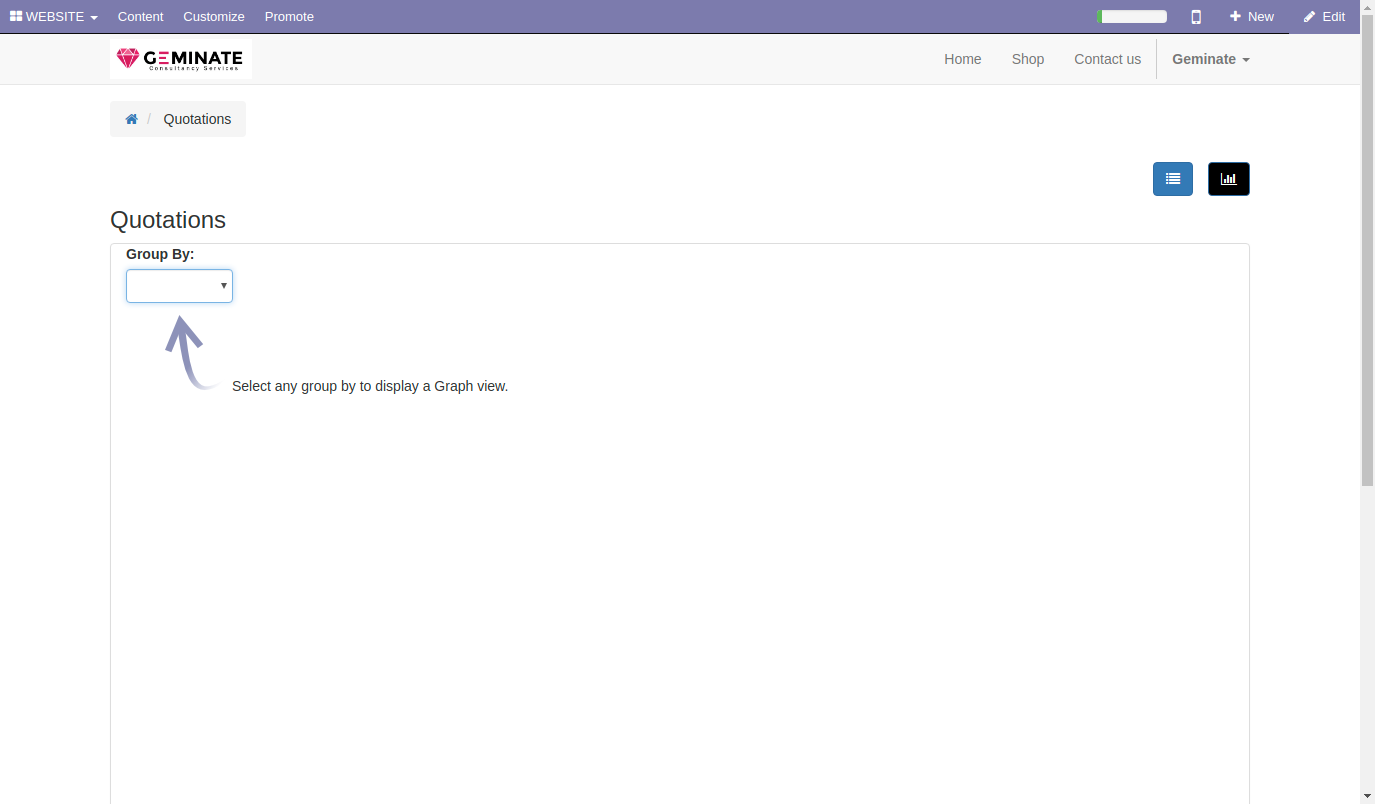 WEBSITE Content Customize Promote New Edit
GEMINATE
Consultancy Services
Home Shop Contact us Geminate
/ Quotations
Quotations
Group By:
Select any group by to display a Graph view.